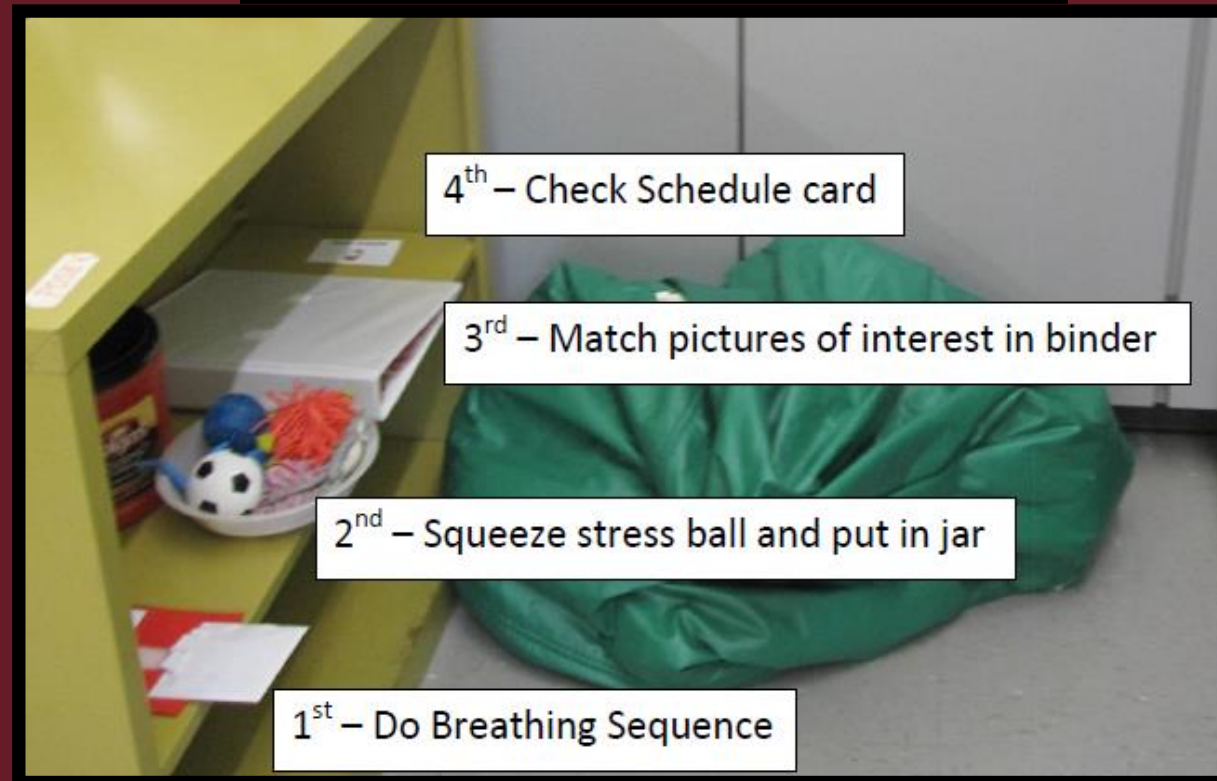 4th – Check Schedule card
3rd – Match pictures of interest in binder
2nd – Squeeze stress ball and put in jar
1st – Do Breathing Sequence